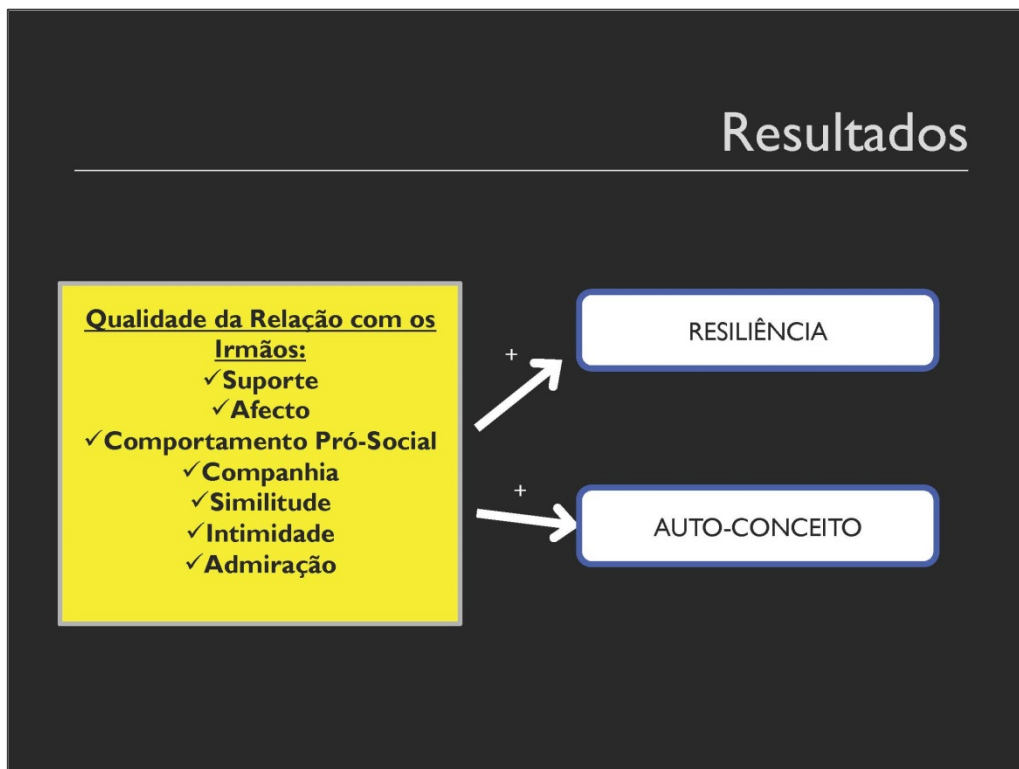 Resultados
Qualidade da Relação com os
Irmãos:
✓Suporte
✓Afecto
✓Comportamento Pró-Social
✓Companhia
✓Similitude
✓Intimidade
✓Admiração
+
RESILIÊNCIA
+
AUTO-CONCEITO